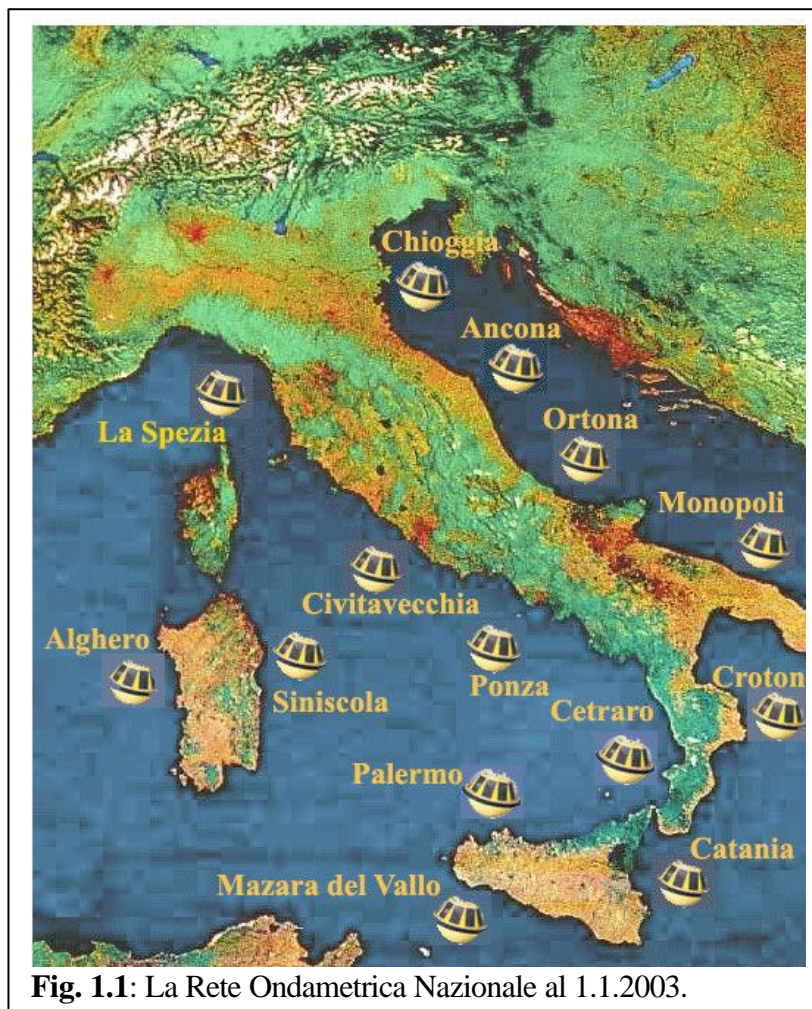 Chioggia
Ancona
La Spezia
Ortona
Monopoli
Civitavecchia
Alghero
Siniscola
Ponza
Croton
Cetraro
Palermo
Catania
Mazara del Vallo
Fig. 1.1: La Rete Ondametrica Nazionale al 1.1.2003.